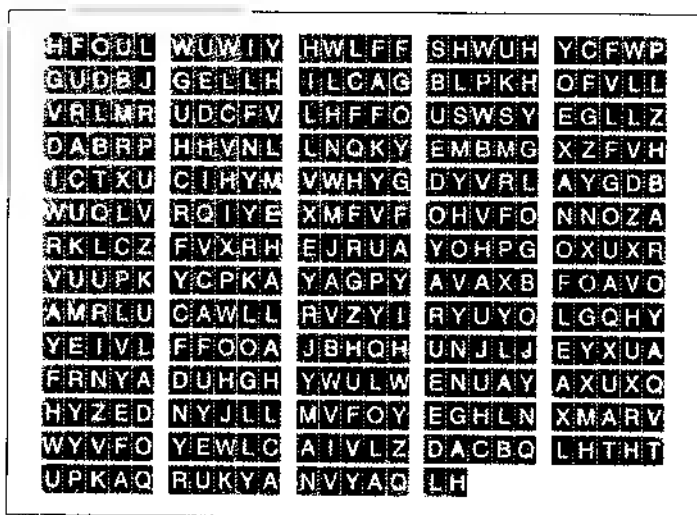 HFOUL WUWIY HWLFF SHWUH YCFWP
GUDBJ GELLH ILCAG BLPKH OFVLL
VRLMR UDCFV LHFFO USWSY EGLLZ
DABRP HHVNL LNQKY EMBMG XZFVH
ICTXU CIHYM VWHYG DYVRL AYGDB
WUQLV RQIYE XMFVF OHVFO NNOZA
RKLCZ FVXRH EJRUA YOHPG OXUXR
VUUPK YCPKA YAGPY AVAXB FOAVO
AMRLU CAWLL RVZYI RYUYO LGQHY
YEIVL FFOOA JBHQH UNJLJ EYXUA
FRNYA DUHGH YWULW ENUAY AXUXQ
HYZED NYJLL MVFOY EGHLN XMARV
WYVFO YEWLC AIVLZ DACBQ LHTHT
UPKAQ RUKYA NVYAQ LH